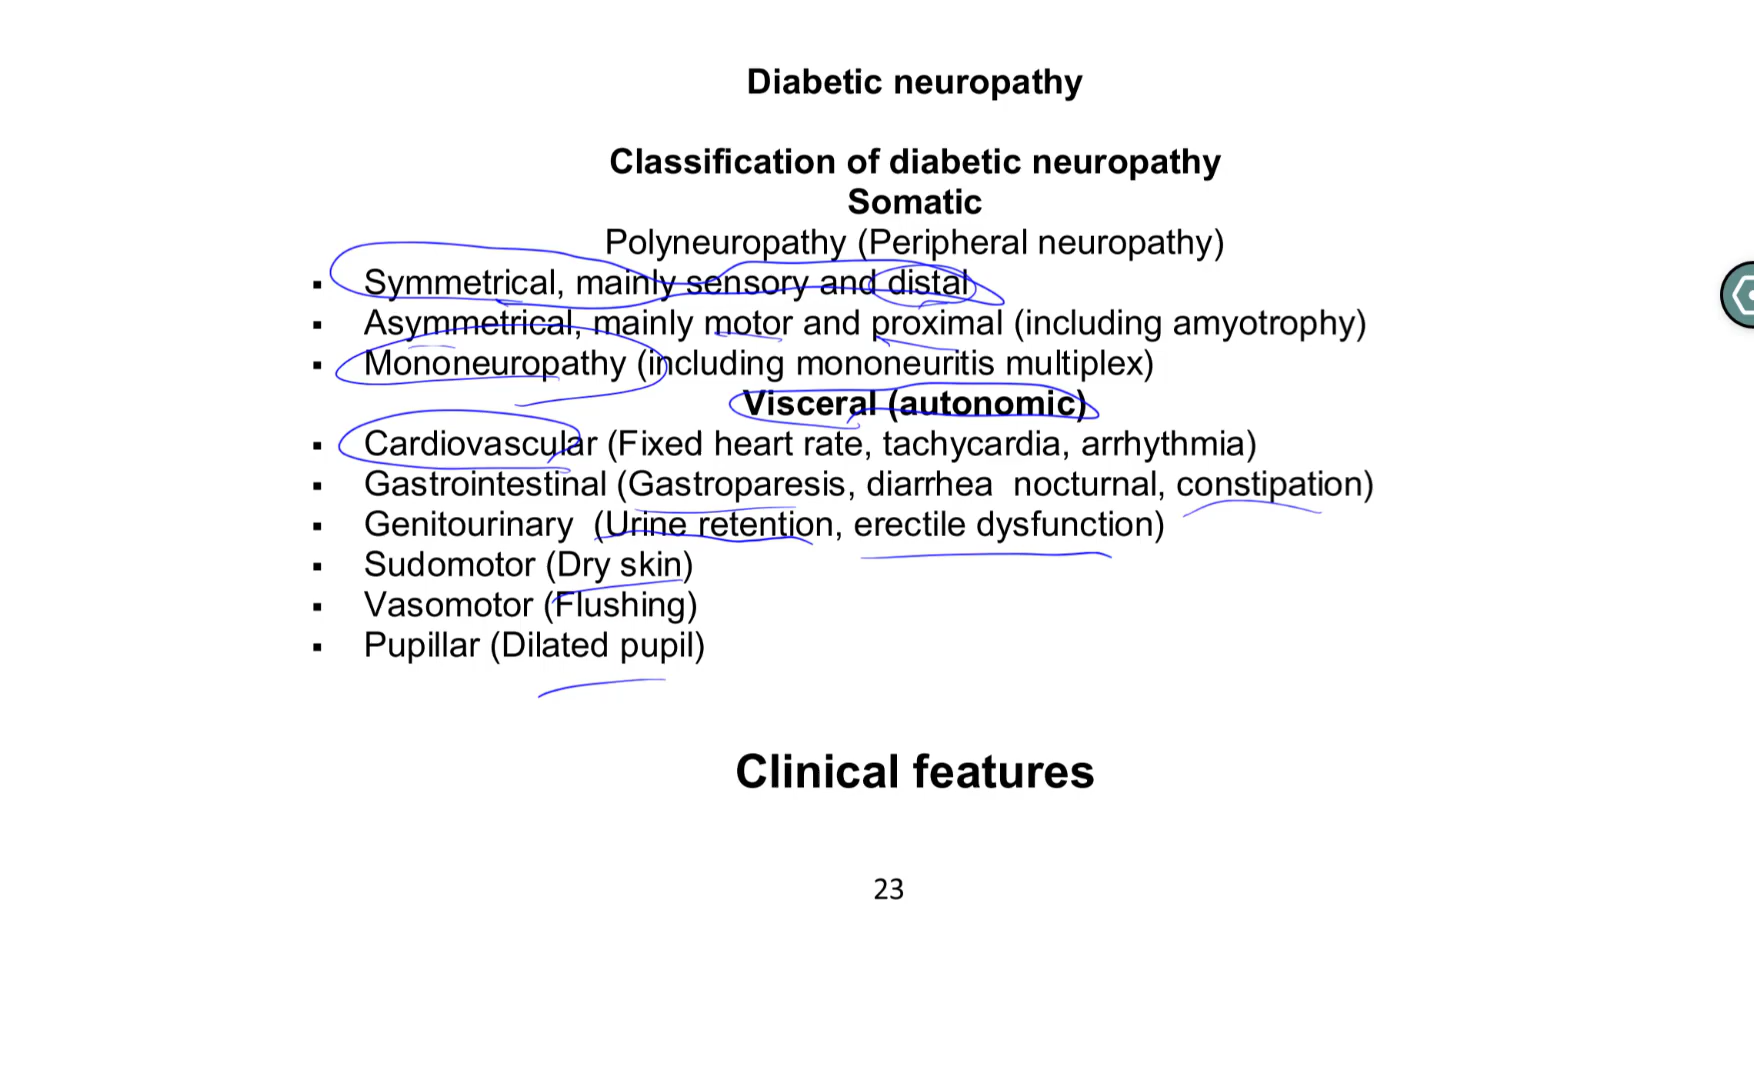 Diabetic neuropathy
Classification of diabetic neuropathy
Somatic
Polyneuropathy (Peripheral neuropathy)
▪ Symmetrical, mainly sensory and distal
▪ Asymmetrical, mainly motor and proximal (including amyotrophy)
▪ Mononeuropathy (including mononeuritis multiplex)
Visceral (autonomic)
▪ Cardiovascular (Fixed heart rate, tachycardia, arrhythmia)
▪ Gastrointestinal (Gastroparesis, diarrhea  nocturnal, constipation)
▪ Genitourinary  (Urine retention, erectile dysfunction)
▪ Sudomotor (Dry skin)
▪ Vasomotor (Flushing)
▪ Pupillar (Dilated pupil)
Clinical features
23